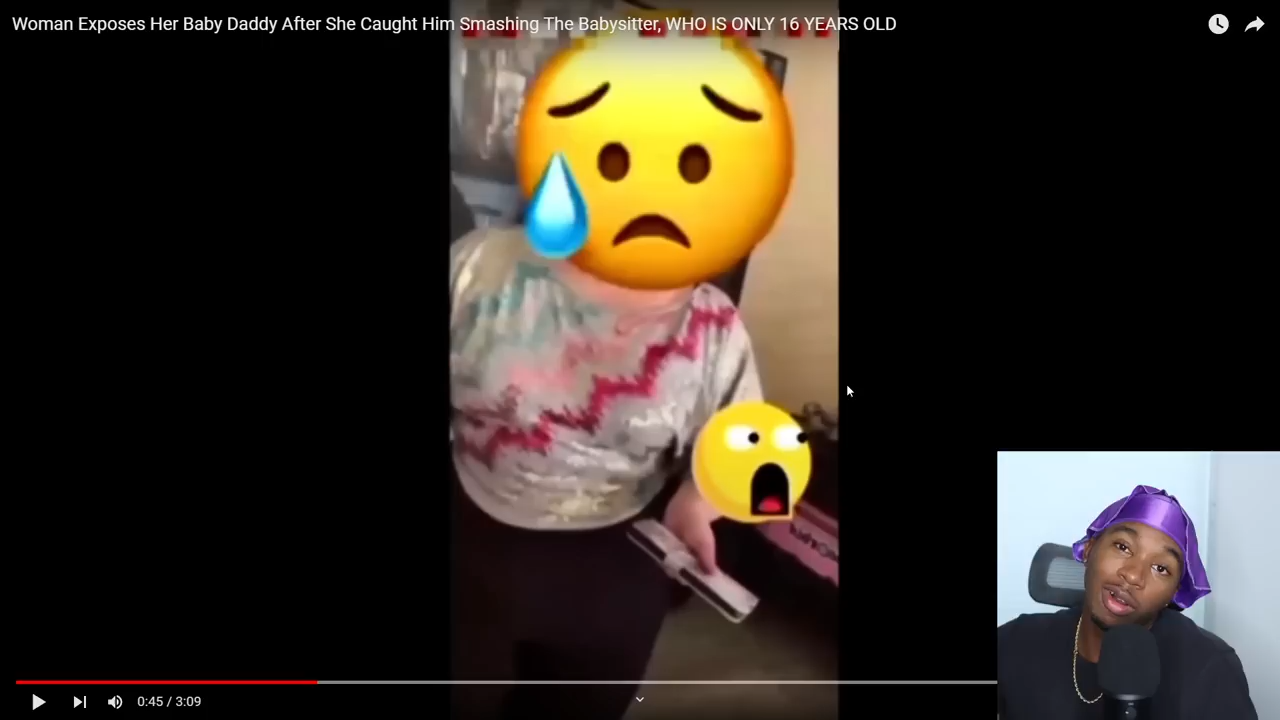 Woman Exposes Her Baby Daddy After She Caught Him Smashing The Babysitter, WHO IS ONLY 16 YEARS OLD
0:45 / 3:09